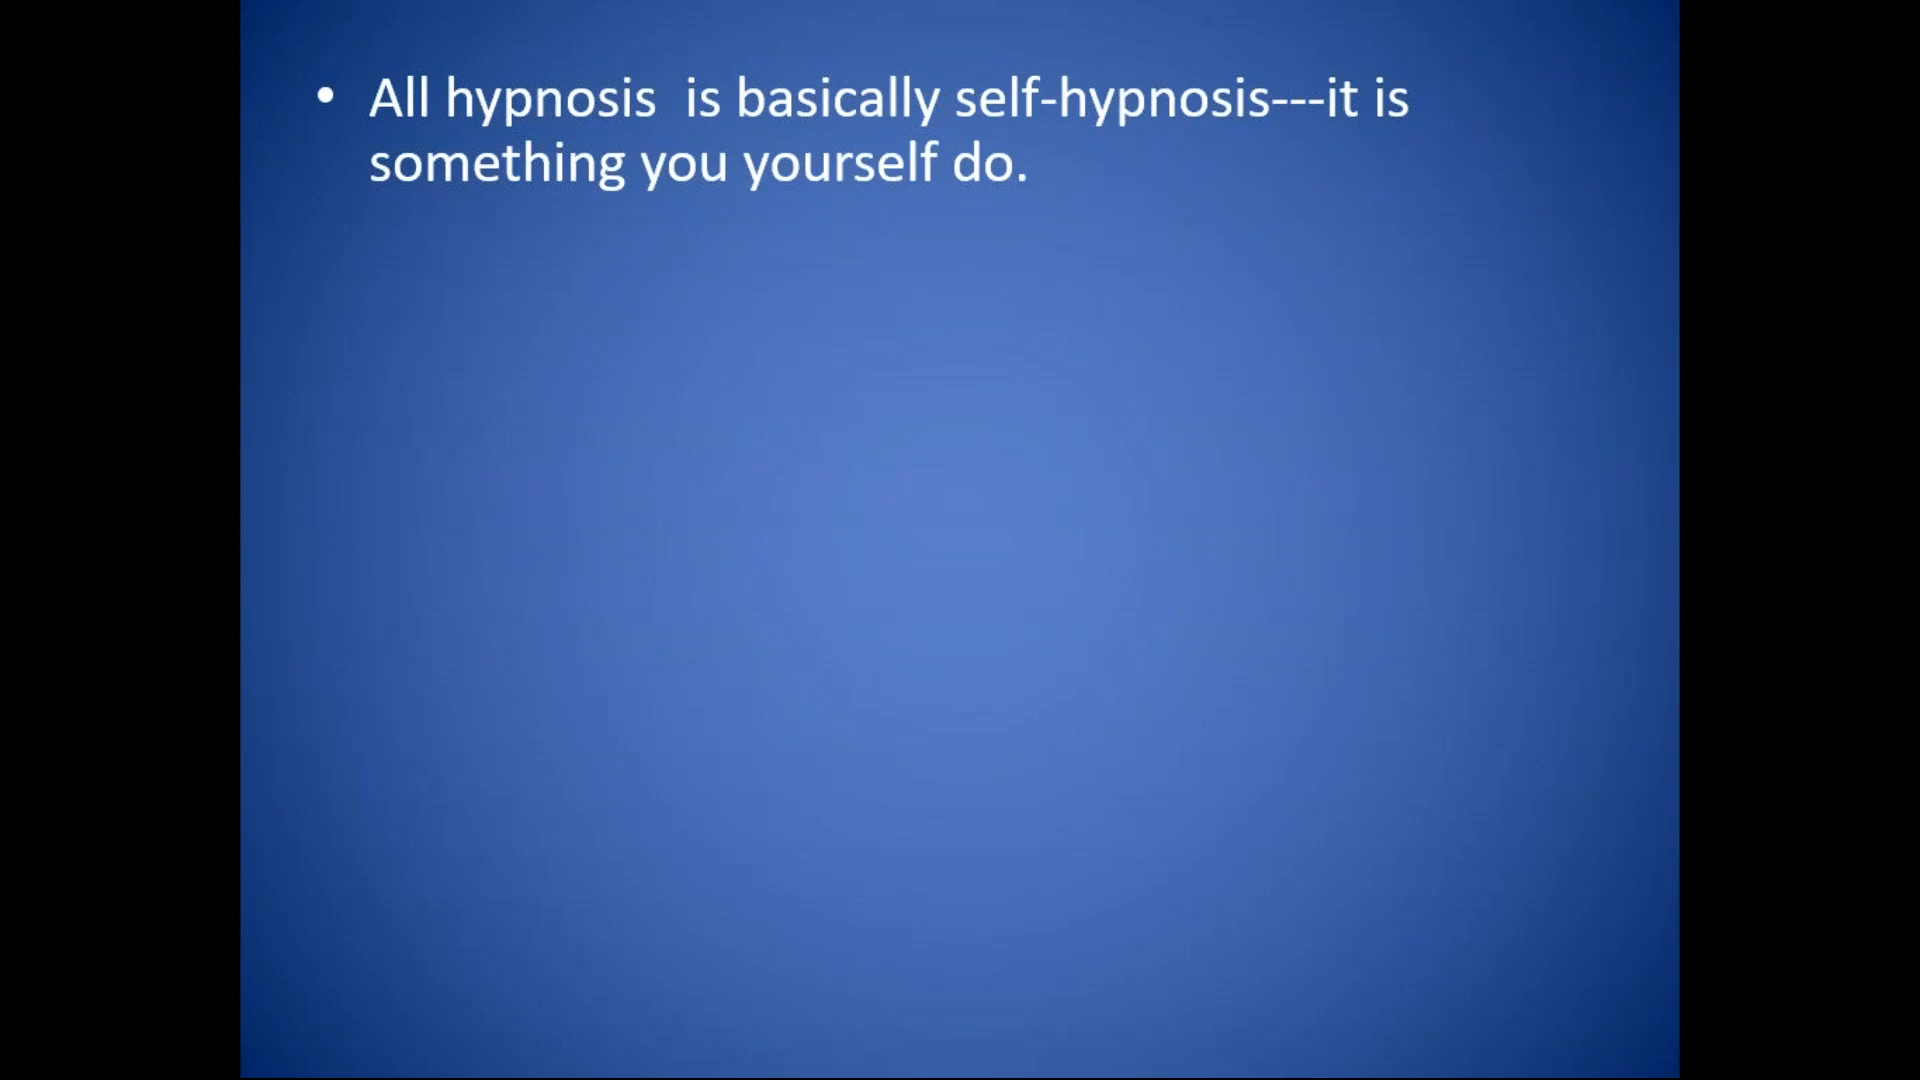 • All hypnosis  is basically self-hypnosis---it is
something you yourself do.